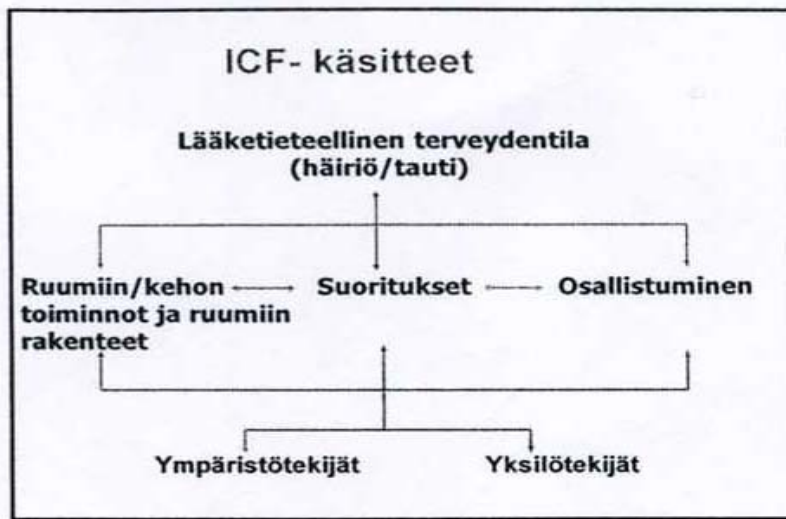 ICF- käsitteet
Lääketieteellinen terveydentila
(häiriö/tauti)
Ruumiin/kehon
toiminnot ja ruumiin
rakenteet
Suoritukset
Osallistuminen
Ympäristötekijät
Yksilötekijät